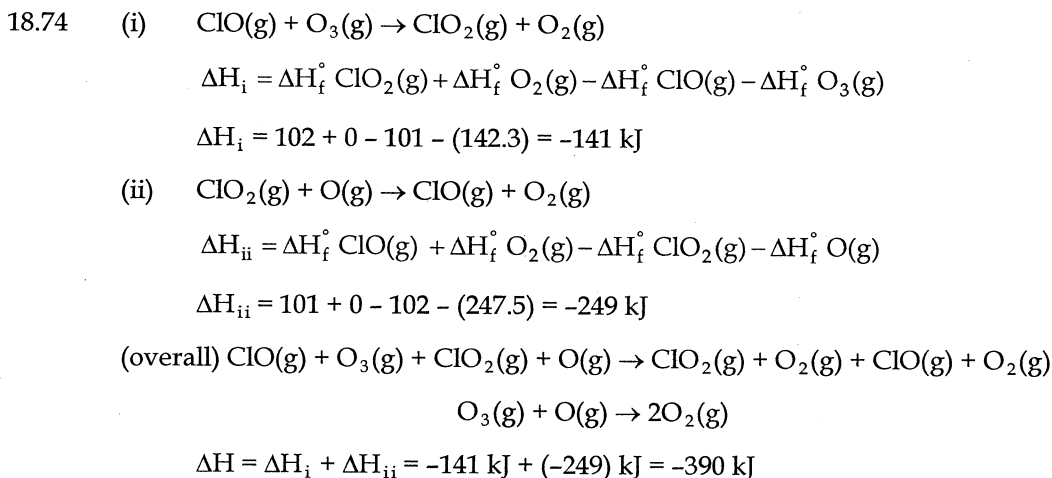 18.74 (i) ClO(g) + O₃(g) → ClO₂(g) + O₂(g)
ΔHᵢ = ΔH°f ClO₂(g) + ΔH°f O₂(g) – ΔH°f ClO(g) – ΔH°f O₃(g)
ΔHᵢ = 102 + 0 – 101 – (142.3) = –141 kJ
(ii) ClO₂(g) + O(g) → ClO(g) + O₂(g)
ΔHᵢᵢ = ΔH°f ClO(g) + ΔH°f O₂(g) – ΔH°f ClO₂(g) – ΔH°f O(g)
ΔHᵢᵢ = 101 + 0 – 102 – (247.5) = –249 kJ
(overall) ClO(g) + O₃(g) + ClO₂(g) + O(g) → ClO₂(g) + O₂(g) + ClO(g) + O₂(g)
O₃(g) + O(g) → 2O₂(g)
ΔH = ΔHᵢ + ΔHᵢᵢ = –141 kJ + (–249) kJ = –390 kJ